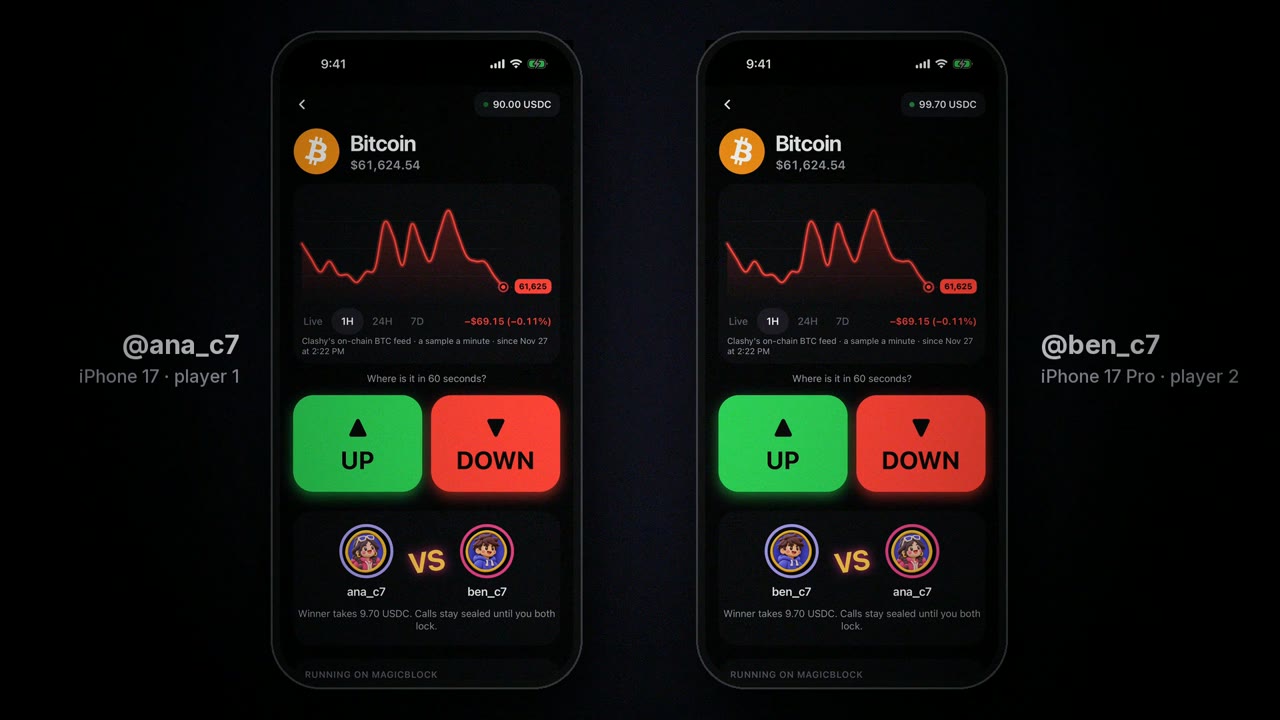 @ana_c7
iPhone 17 · player 1
9:41
90.00 USDC
Bitcoin
$61,624.54
61,625
Live 1H 24H 7D −$69.15 (−0.11%)
Clashy's on-chain BTC feed · a sample a minute · since Nov 27
at 2:22 PM
Where is it in 60 seconds?
UP
DOWN
VS
ana_c7
ben_c7
Winner takes 9.70 USDC. Calls stay sealed until you both
lock.
RUNNING ON MAGICBLOCK
9:41
99.70 USDC
Bitcoin
$61,624.54
61,625
Live 1H 24H 7D −$69.15 (−0.11%)
Clashy's on-chain BTC feed · a sample a minute · since Nov 27
at 2:22 PM
Where is it in 60 seconds?
UP
DOWN
VS
ben_c7
ana_c7
Winner takes 9.70 USDC. Calls stay sealed until you both
lock.
RUNNING ON MAGICBLOCK
@ben_c7
iPhone 17 Pro · player 2